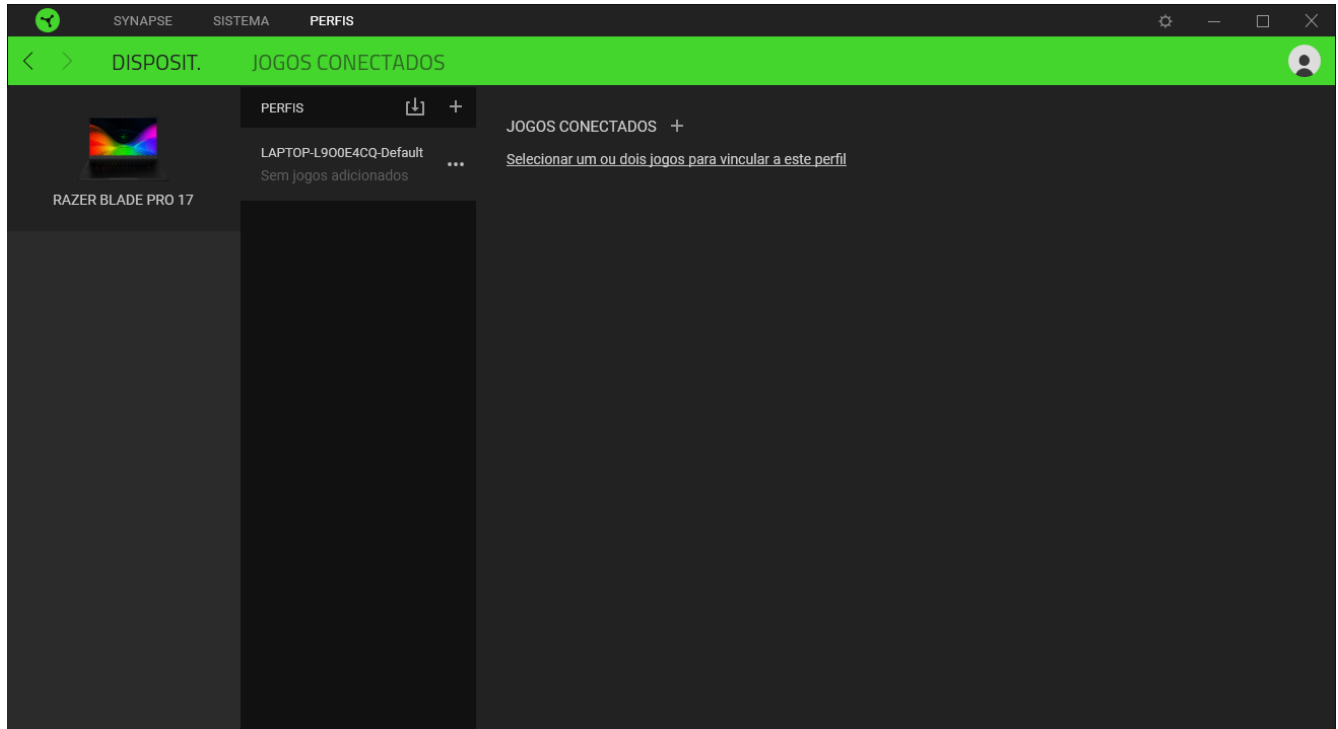 SYNAPSE SISTEMA PERFIS
DISPOSIT. JOGOS CONECTADOS
RAZER BLADE PRO 17
PERFIS
LAPTOP-L9O0E4CQ-Default
Sem jogos adicionados
JOGOS CONECTADOS
Selecionar um ou dois jogos para vincular a este perfil